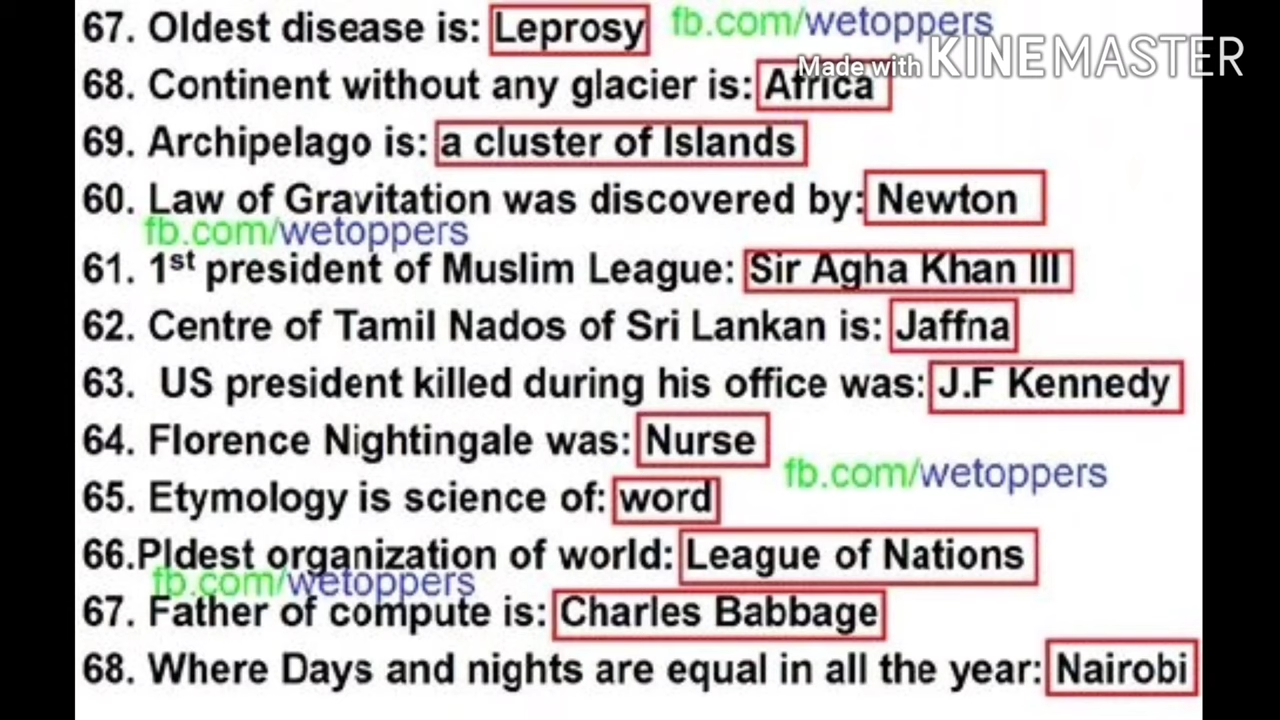 67. Oldest disease is: Leprosy fb.com/wetoppers
Made with KINEMASTER
68. Continent without any glacier is: Africa
69. Archipelago is: a cluster of Islands
60. Law of Gravitation was discovered by: Newton
fb.com/wetoppers
61. 1st president of Muslim League: Sir Agha Khan III
62. Centre of Tamil Nados of Sri Lankan is: Jaffna
63. US president killed during his office was: J.F Kennedy
64. Florence Nightingale was: Nurse
fb.com/wetoppers
65. Etymology is science of: word
66.Pldest organization of world: League of Nations
fb.com/wetoppers
67. Father of compute is: Charles Babbage
68. Where Days and nights are equal in all the year: Nairobi